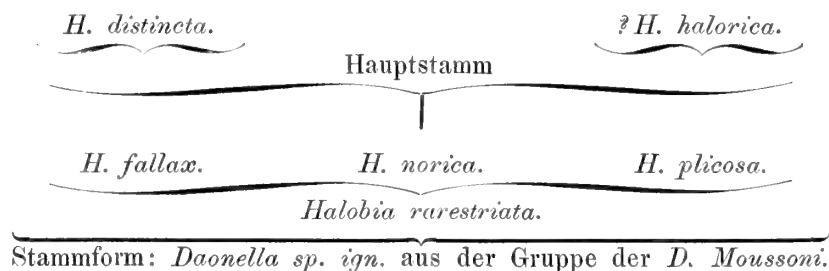 H. distincta. ? H. halorica.
Hauptstamm
H. fallax. H. norica. H. plicosa.
Halobia rarestriata.
Stammform: Daonella sp. ign. aus der Gruppe der D. Moussoni.